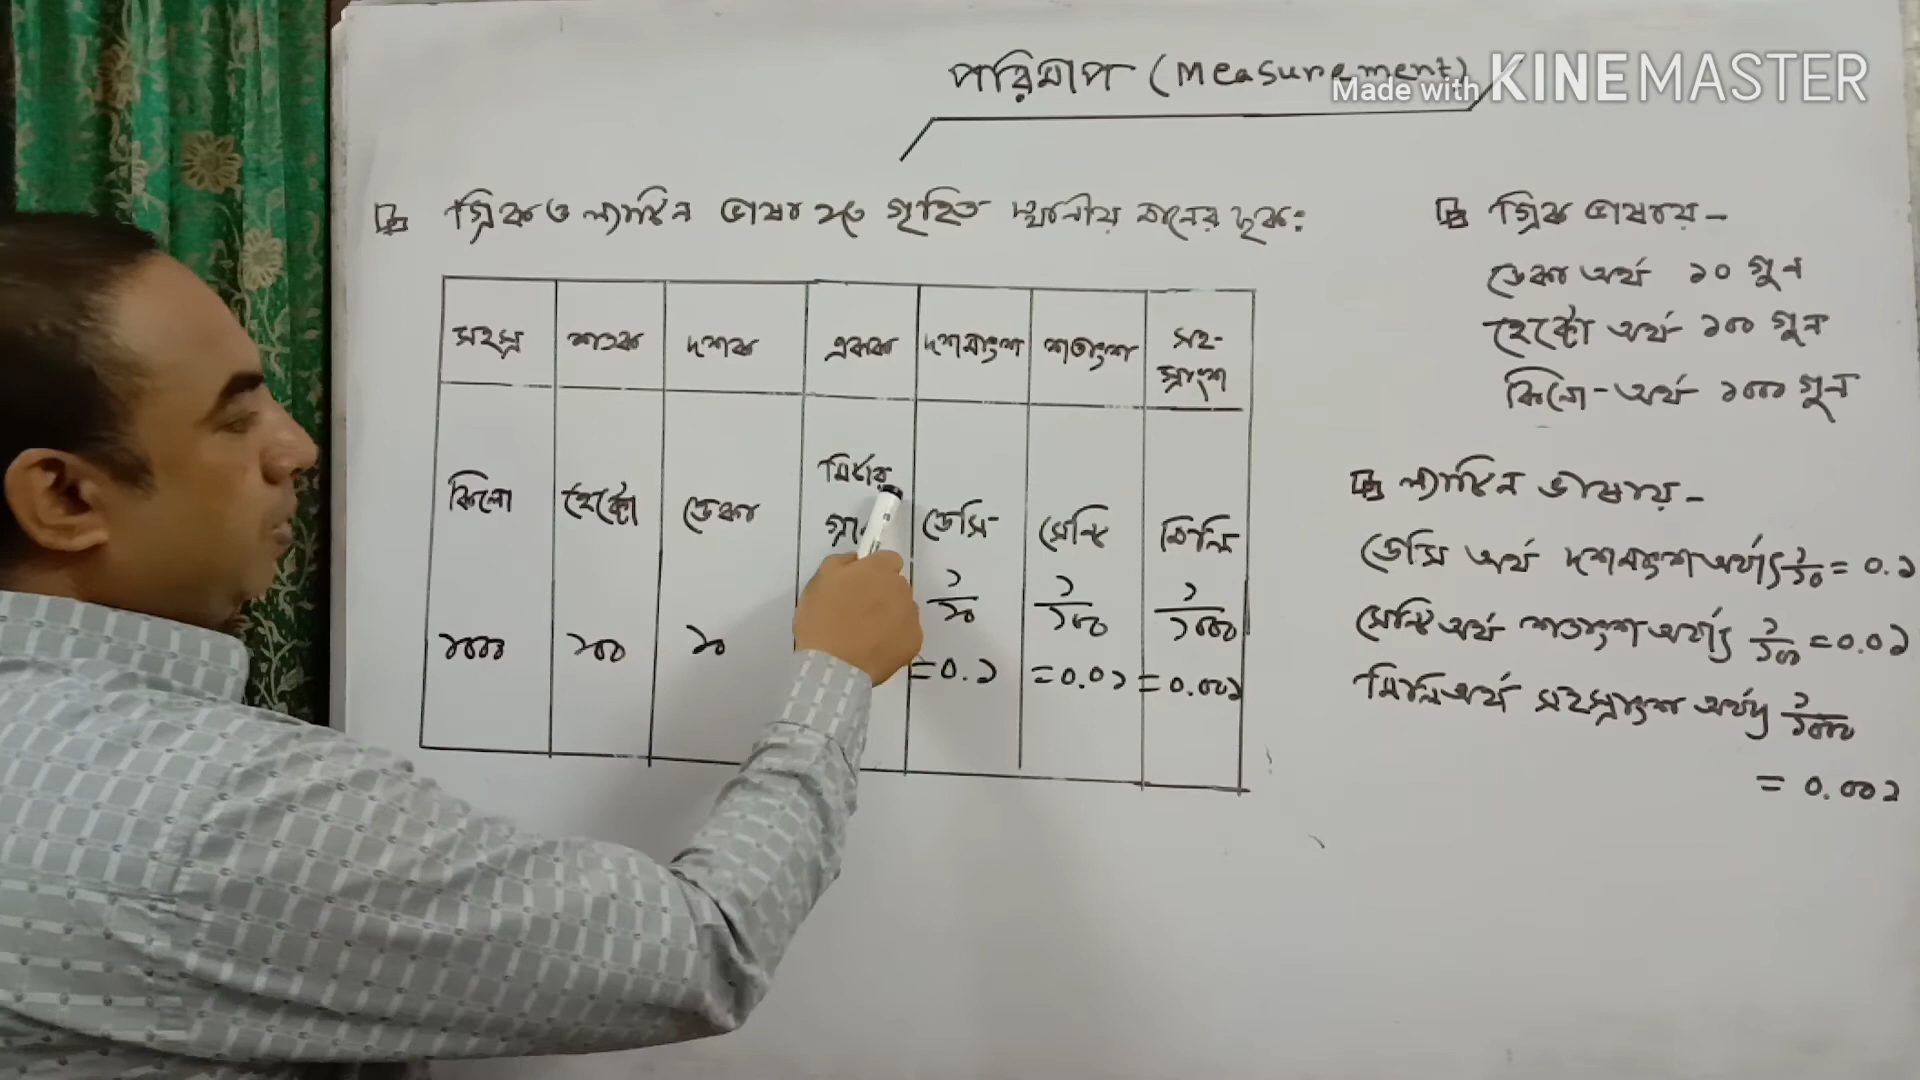 পরিমাপ (Measurement)
Made with KINEMASTER
গ্রিক ও ল্যাটিন ভাষা হতে গৃহিত স্থানীয় মানের ছক:
সহস্র শতক দশক একক দশমাংশ শতাংশ সহ-
স্রাংশ
মিটার
কিলো হেক্টো ডেকা গ্রা ডেসি- সেন্টি মিলি
১/১০ ১/১০০ ১/১০০০
১০০০ ১০০ ১০ =০.১ =০.০১ =০.০০১
গ্রিক ভাষায়-
ডেকা অর্থ ১০ গুন
হেক্টো অর্থ- ১০০ গুন
কিলো-অর্থ- ১০০০ গুন
ল্যাটিন ভাষায়-
ডেসি অর্থ দশমাংশ অর্থাৎ ১/১০ = ০.১
সেন্টি অর্থ শতাংশ অর্থাৎ ১/১০০ = ০.০১
মিলি অর্থ সহস্রাংশ অর্থাৎ ১/১০০০
= ০.০০১